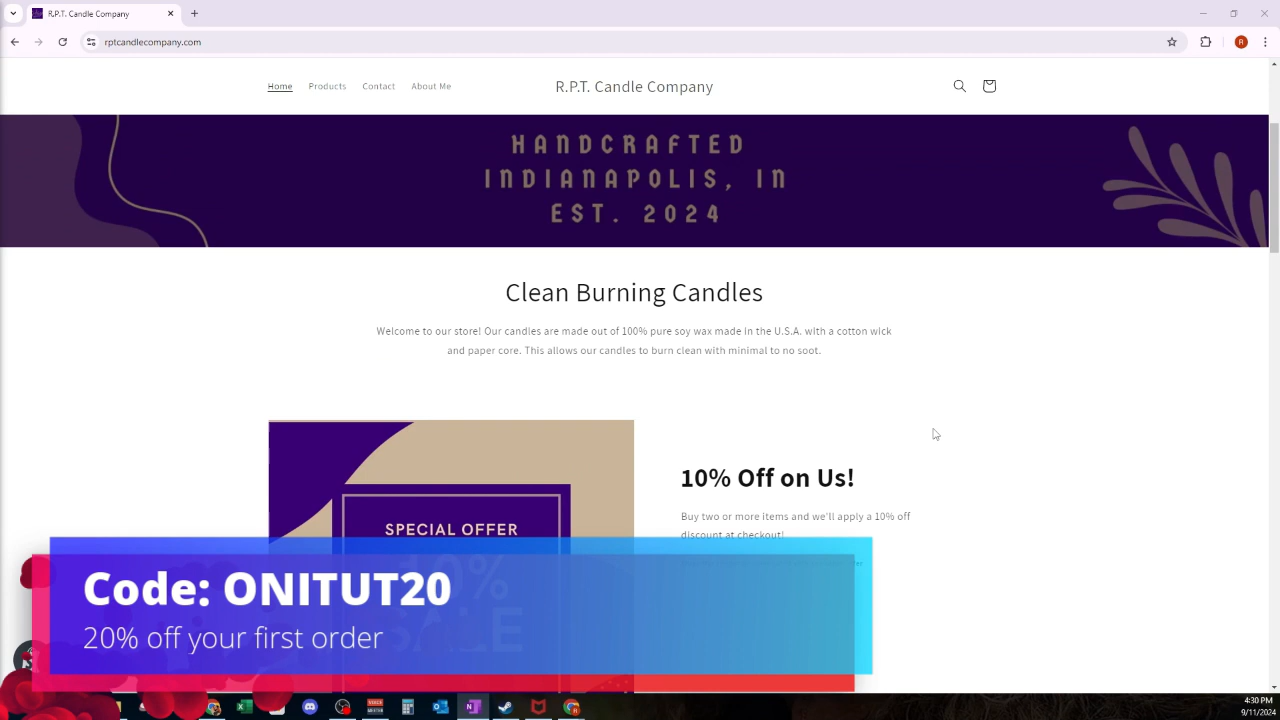 R.P.T. Candle Company
rptcandlecompany.com
R
Home
Products
Contact
About Me
R.P.T. Candle Company
HANDCRAFTED
INDIANAPOLIS, IN
EST. 2024
Clean Burning Candles
Welcome to our store! Our candles are made out of 100% pure soy wax made in the U.S.A. with a cotton wick
and paper core. This allows our candles to burn clean with minimal to no soot.
SPECIAL OFFER
10%
SALE
10% Off on Us!
Buy two or more items and we'll apply a 10% off
discount at checkout!
Code: ONITUT20
20% off your first order
4:30 PM
9/11/2024